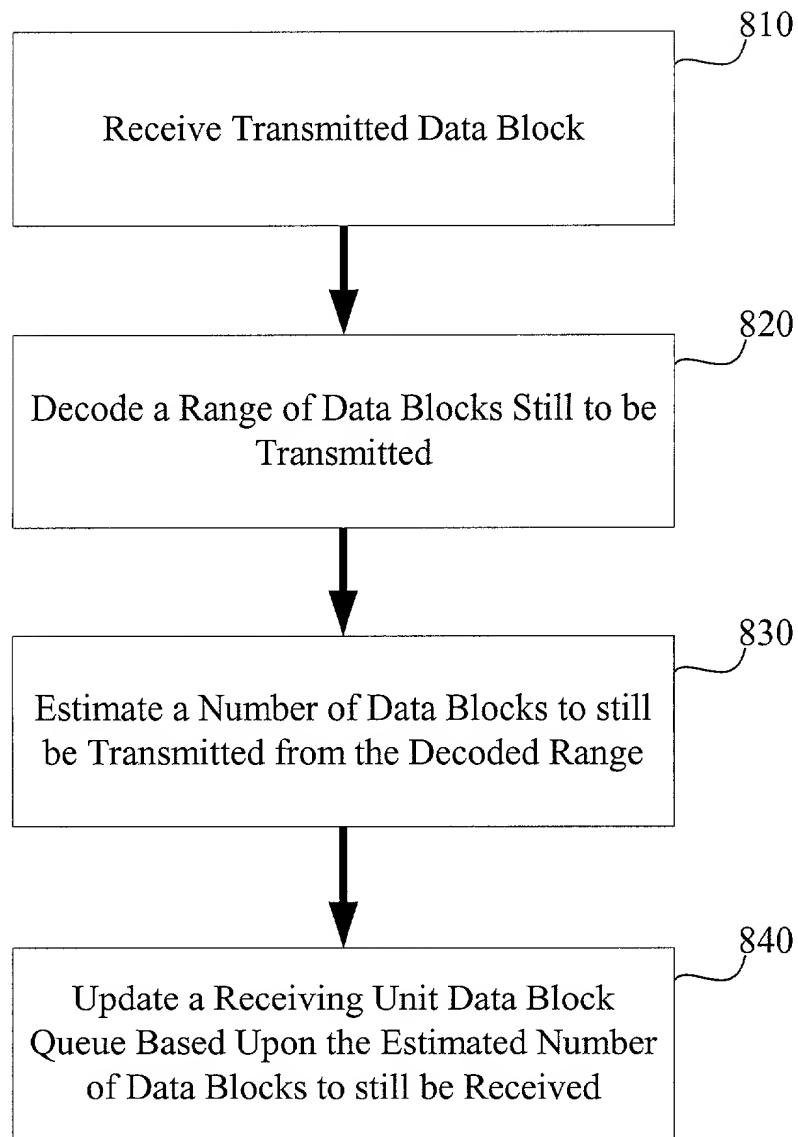 810
Receive Transmitted Data Block
820
Decode a Range of Data Blocks Still to be
Transmitted
830
Estimate a Number of Data Blocks to still
be Transmitted from the Decoded Range
840
Update a Receiving Unit Data Block
Queue Based Upon the Estimated Number
of Data Blocks to still be Received